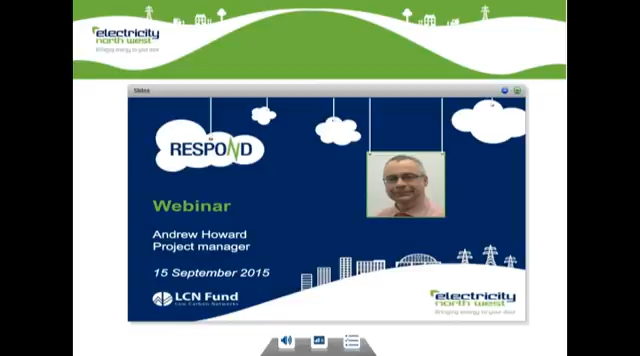 electricity
north west
Bringing energy to your door
Slides
RESPOND
Webinar
Andrew Howard
Project manager
15 September 2015
LCN Fund
Low Carbon Networks
electricity
north west
Bringing energy to your door